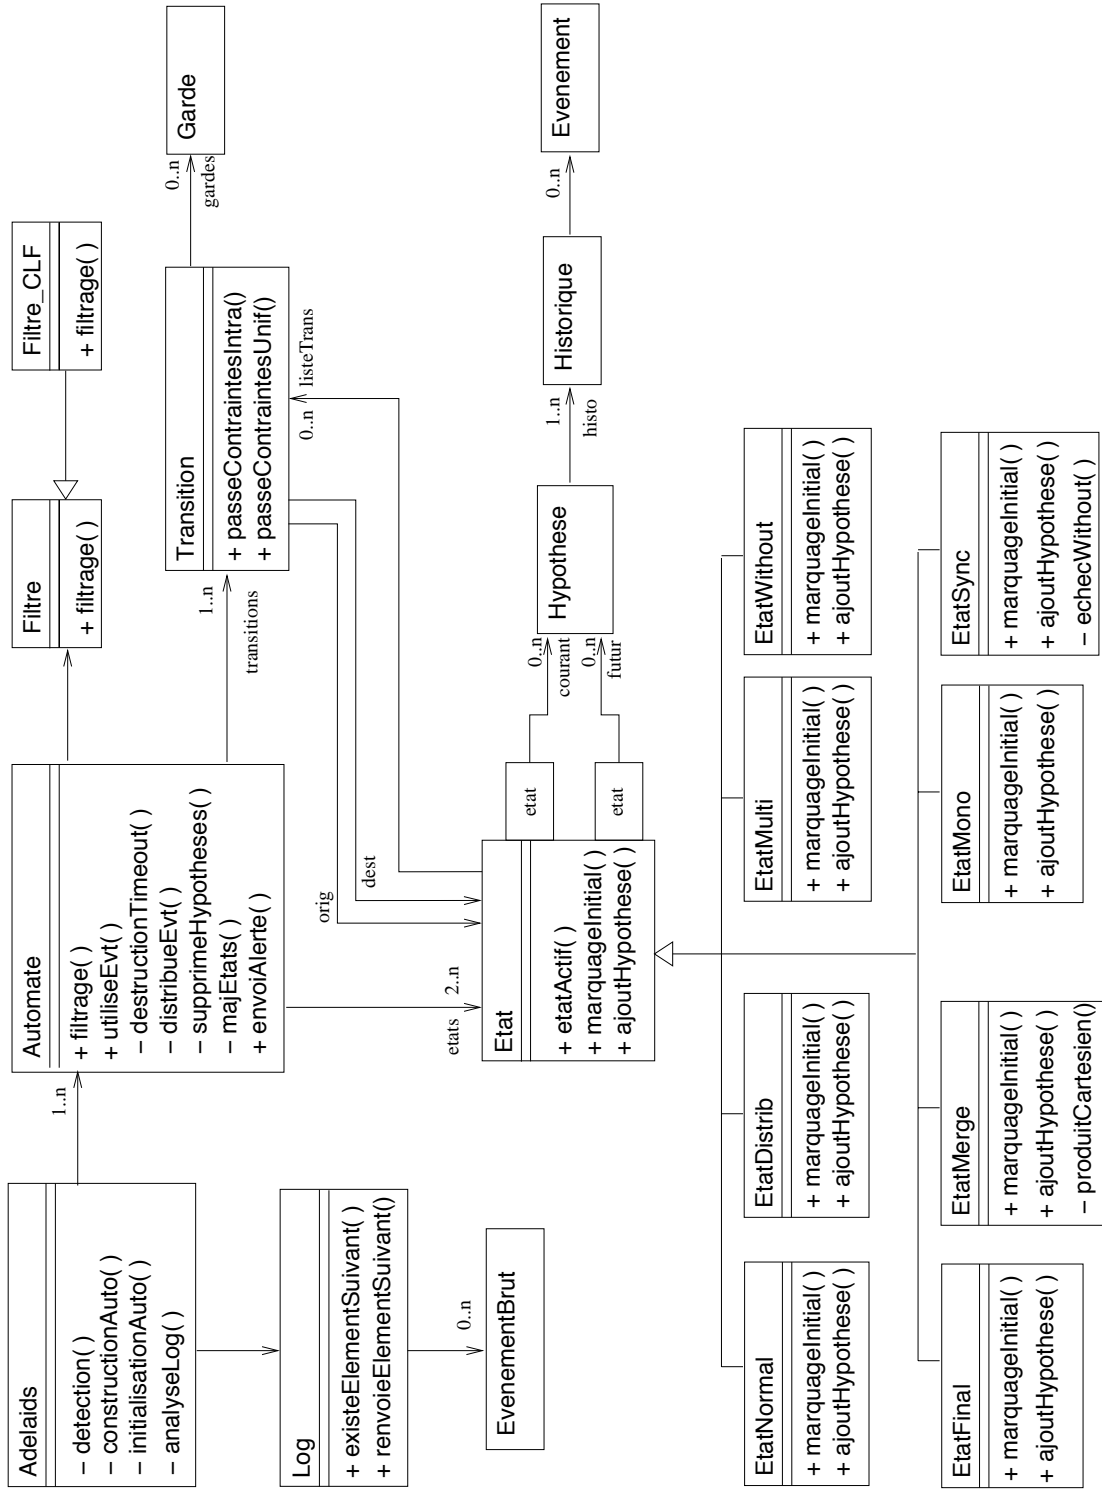 Adelaids
– detection( )
– constructionAuto( )
– initialisationAuto( )
– analyseLog( )
1..n
Automate
+ filtrage( )
+ utiliseEvt( )
– destructionTimeout( )
– distribueEvt( )
– supprimeHypotheses( )
– majEtats( )
+ envoiAlerte( )
Filtre
+ filtrage( )
Filtre_CLF
+ filtrage( )
1..n
transitions
Transition
+ passeContraintesIntra()
+ passeContraintesUnif()
0..n
gardes
Garde
0..n
listeTrans
orig
dest
etats
2..n
Log
+ existeElementSuivant( )
+ renvoieElementSuivant()
0..n
EvenementBrut
Etat
+ etatActif( )
+ marquageInitial( )
+ ajoutHypothese( )
etat
etat
0..n
courant
0..n
futur
Hypothese
1..n
histo
Historique
0..n
Evenement
EtatNormal
+ marquageInitial( )
+ ajoutHypothese( )
EtatDistrib
+ marquageInitial( )
+ ajoutHypothese( )
EtatMulti
+ marquageInitial( )
+ ajoutHypothese( )
EtatWithout
+ marquageInitial( )
+ ajoutHypothese( )
EtatFinal
+ marquageInitial( )
+ ajoutHypothese( )
EtatMerge
+ marquageInitial( )
+ ajoutHypothese( )
– produitCartesien()
EtatMono
+ marquageInitial( )
+ ajoutHypothese( )
EtatSync
+ marquageInitial( )
+ ajoutHypothese( )
– echecWithout( )